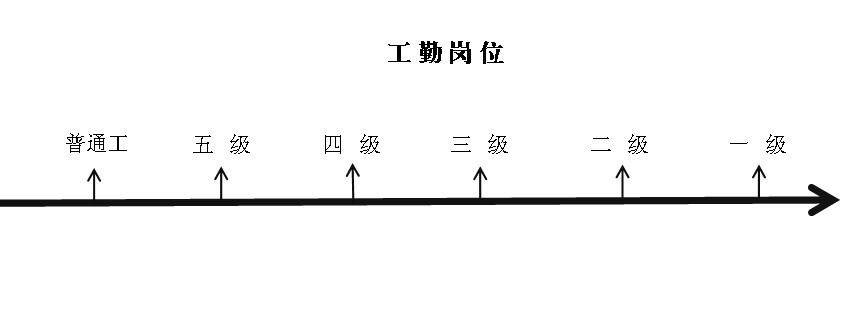 工勤岗位
普通工 五 级 四 级 三 级 二 级 一 级